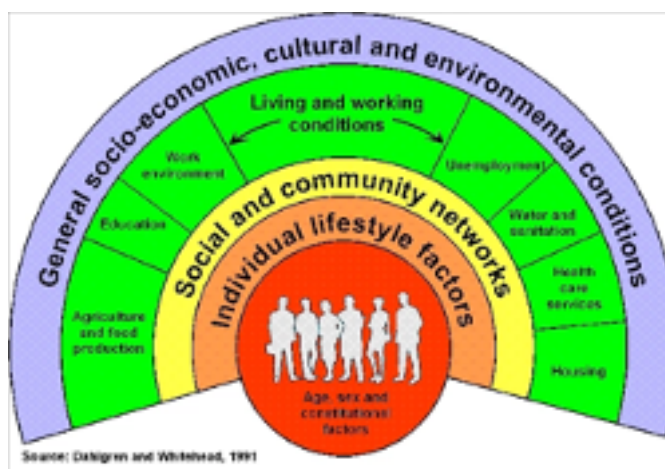 General socio-economic, cultural and environmental conditions
Living and working
conditions
Work
environment
Unemployment
Education
Water and
sanitation
Agriculture
and food
production
Health
care
services
Housing
Social and community networks
Individual lifestyle factors
Age, sex and
constitutional
factors
Source: Dahlgren and Whitehead, 1991